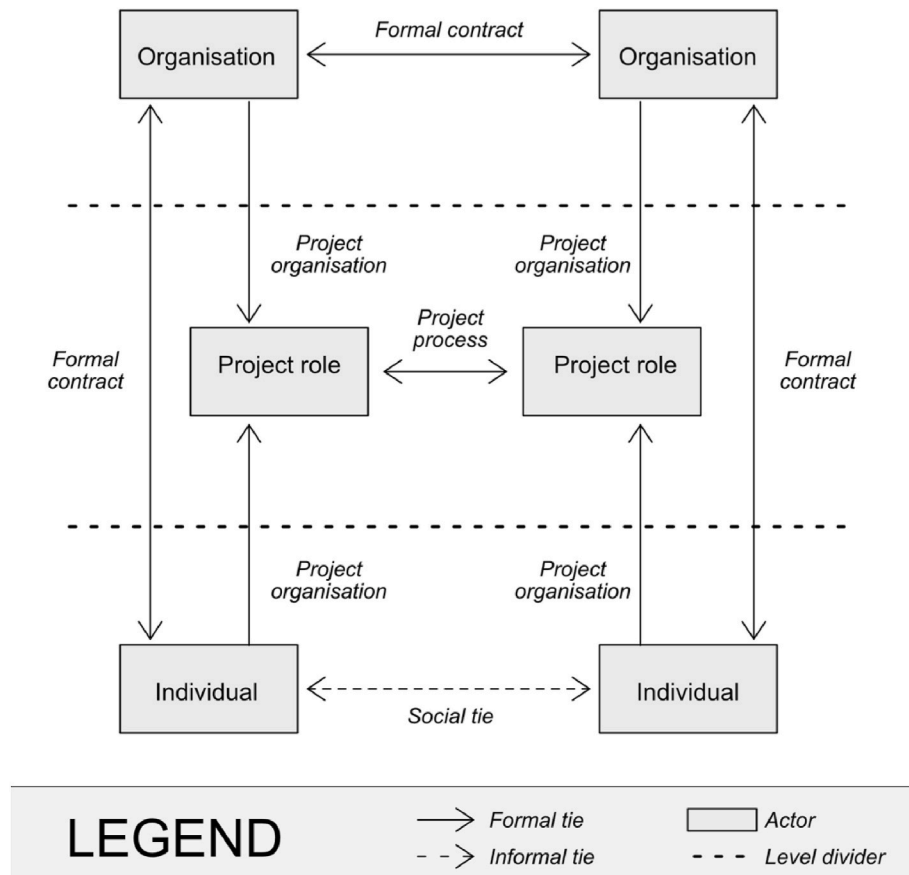 Formal contract
Organisation
Organisation
Project
organisation
Project
organisation
Project
process
Formal
contract
Project role
Project role
Formal
contract
Project
organisation
Project
organisation
Individual
Individual
Social tie
LEGEND
Formal tie
Actor
Informal tie
Level divider